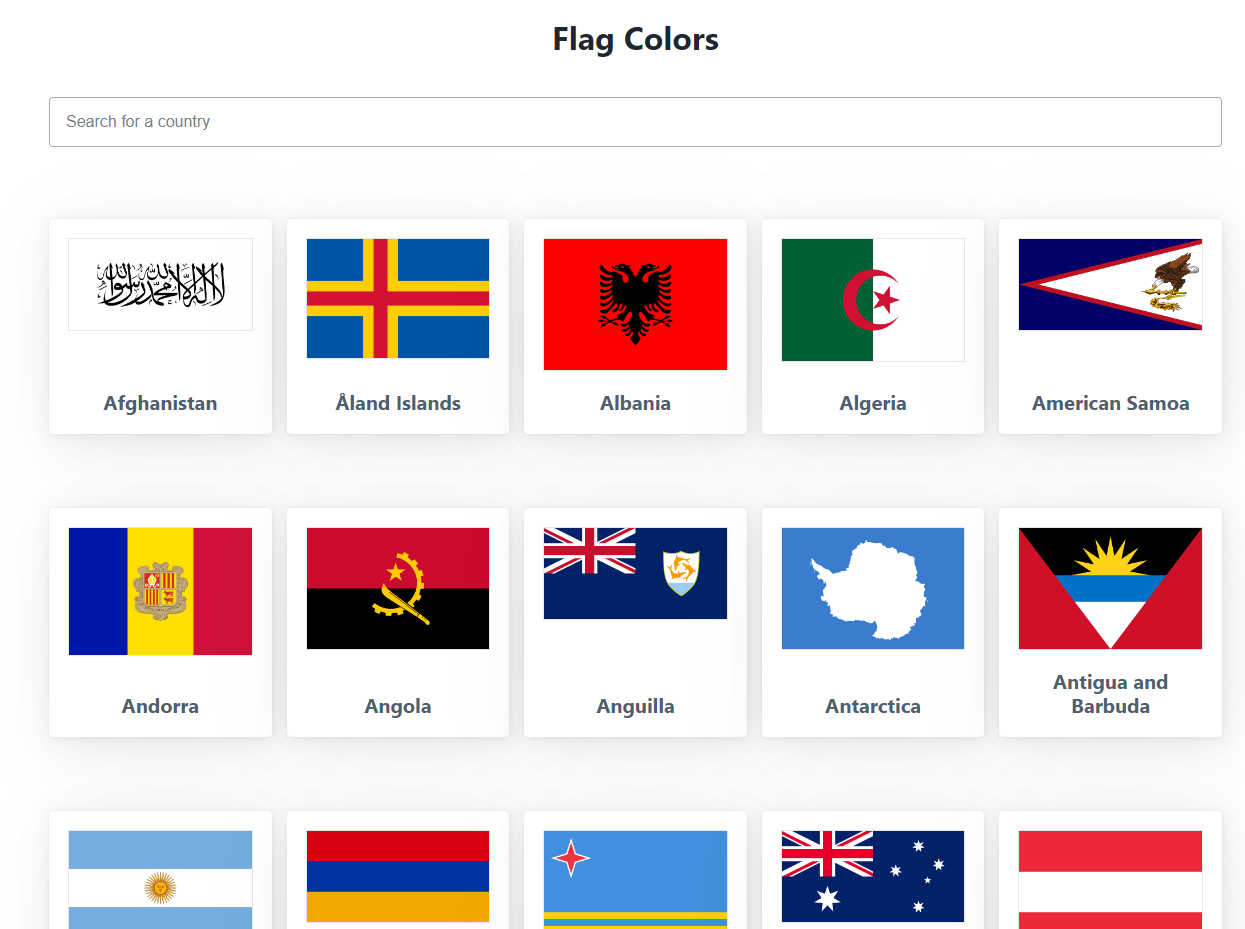 Flag Colors
Search for a country
لا إله إلا الله محمد رسول الله
Afghanistan
Åland Islands
Albania
Algeria
American Samoa
Andorra
Angola
Anguilla
Antarctica
Antigua and
Barbuda